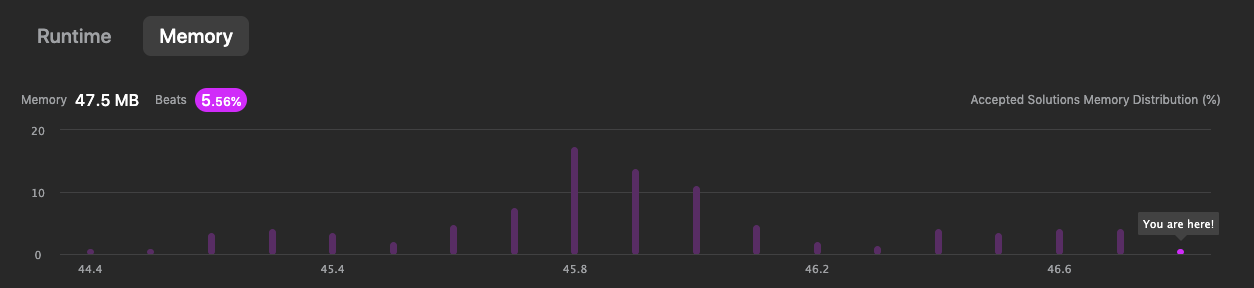 Runtime Memory
Memory 47.5 MB Beats 5.56% Accepted Solutions Memory Distribution (%)
20
10
You are here!
0
44.4 45.4 45.8 46.2 46.6